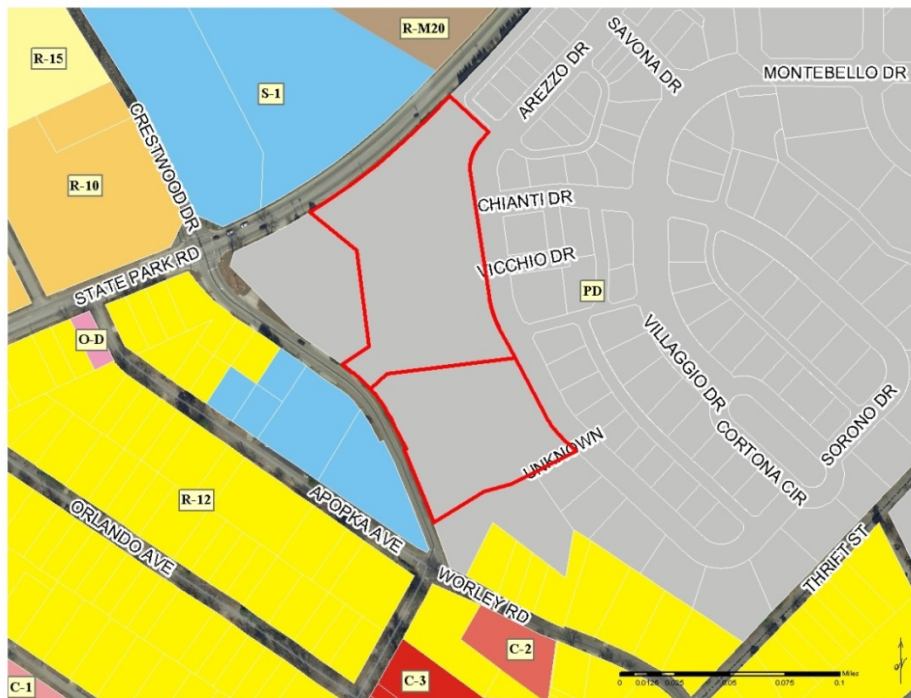 R-M20
R-15
SAVONA DR
AREZZO DR
MONTEBELLO DR
S-1
CRESTWOOD DR
R-10
CHIANTI DR
STATE PARK RD
VICCHIO DR
PD
O-D
VILLAGGIO DR
SORONO DR
CORTONA CIR
UNKNOWN
R-12
APOPKA AVE
ORLANDO AVE
THRIFT ST
WORLEY RD
C-2
C-3
C-1
Miles
0 0.0126 0.025 0.05 0.075 0.1